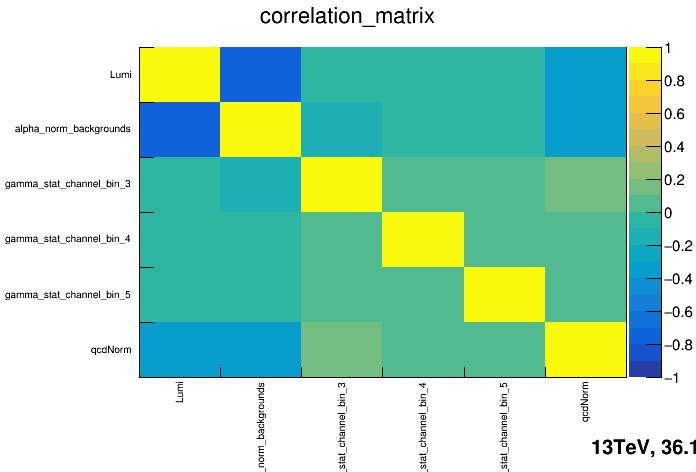 correlation_matrix
Lumi
alpha_norm_backgrounds
gamma_stat_channel_bin_3
gamma_stat_channel_bin_4
gamma_stat_channel_bin_5
qcdNorm
1
0.8
0.6
0.4
0.2
0
−0.2
−0.4
−0.6
−0.8
−1
Lumi
_norm_backgrounds
_stat_channel_bin_3
_stat_channel_bin_4
_stat_channel_bin_5
qcdNorm
13TeV, 36.1